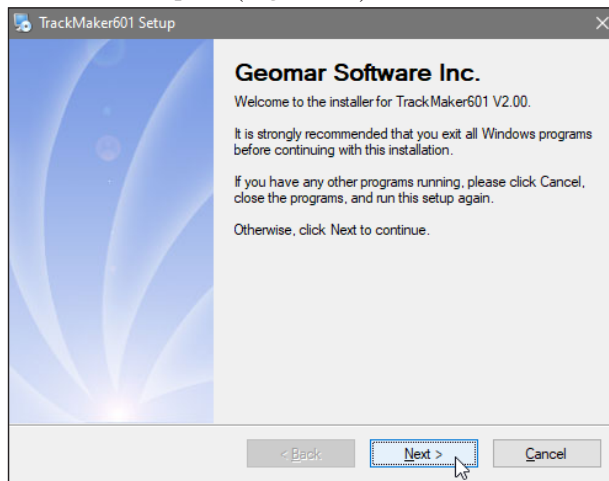 TrackMaker601 Setup
Geomar Software Inc.
Welcome to the installer for TrackMaker601 V2.00.
It is strongly recommended that you exit all Windows programs
before continuing with this installation.
If you have any other programs running, please click Cancel,
close the programs, and run this setup again.
Otherwise, click Next to continue.
< Back
Next >
Cancel